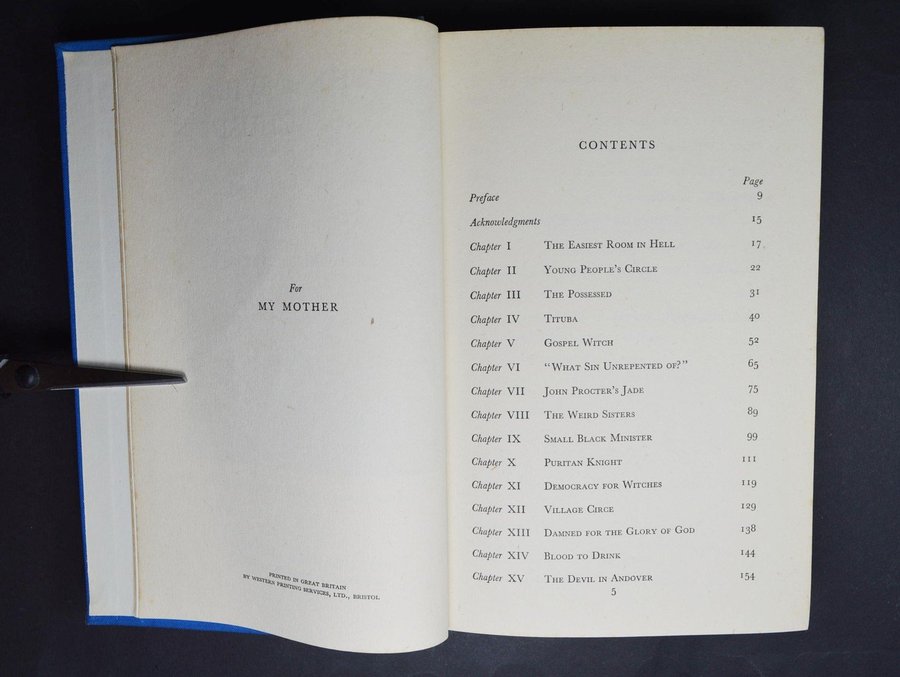 For
MY MOTHER
PRINTED IN GREAT BRITAIN
BY WESTERN PRINTING SERVICES, LTD., BRISTOL
CONTENTS
Page
Preface 9
Acknowledgments 15
Chapter I THE EASIEST ROOM IN HELL 17
Chapter II YOUNG PEOPLE'S CIRCLE 22
Chapter III THE POSSESSED 31
Chapter IV TITUBA 40
Chapter V GOSPEL WITCH 52
Chapter VI "WHAT SIN UNREPENTED OF?" 65
Chapter VII JOHN PROCTER'S JADE 75
Chapter VIII THE WEIRD SISTERS 89
Chapter IX SMALL BLACK MINISTER 99
Chapter X PURITAN KNIGHT 111
Chapter XI DEMOCRACY FOR WITCHES 119
Chapter XII VILLAGE CIRCE 129
Chapter XIII DAMNED FOR THE GLORY OF GOD 138
Chapter XIV BLOOD TO DRINK 144
Chapter XV THE DEVIL IN ANDOVER 154
5